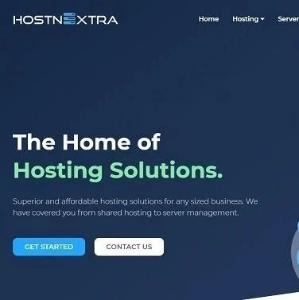 HOSTNEXTRA
Home Hosting Server
The Home of
Hosting Solutions.
Superior and affordable hosting solutions for any sized business. We
have covered you from shared hosting to server management.
GET STARTED CONTACT US